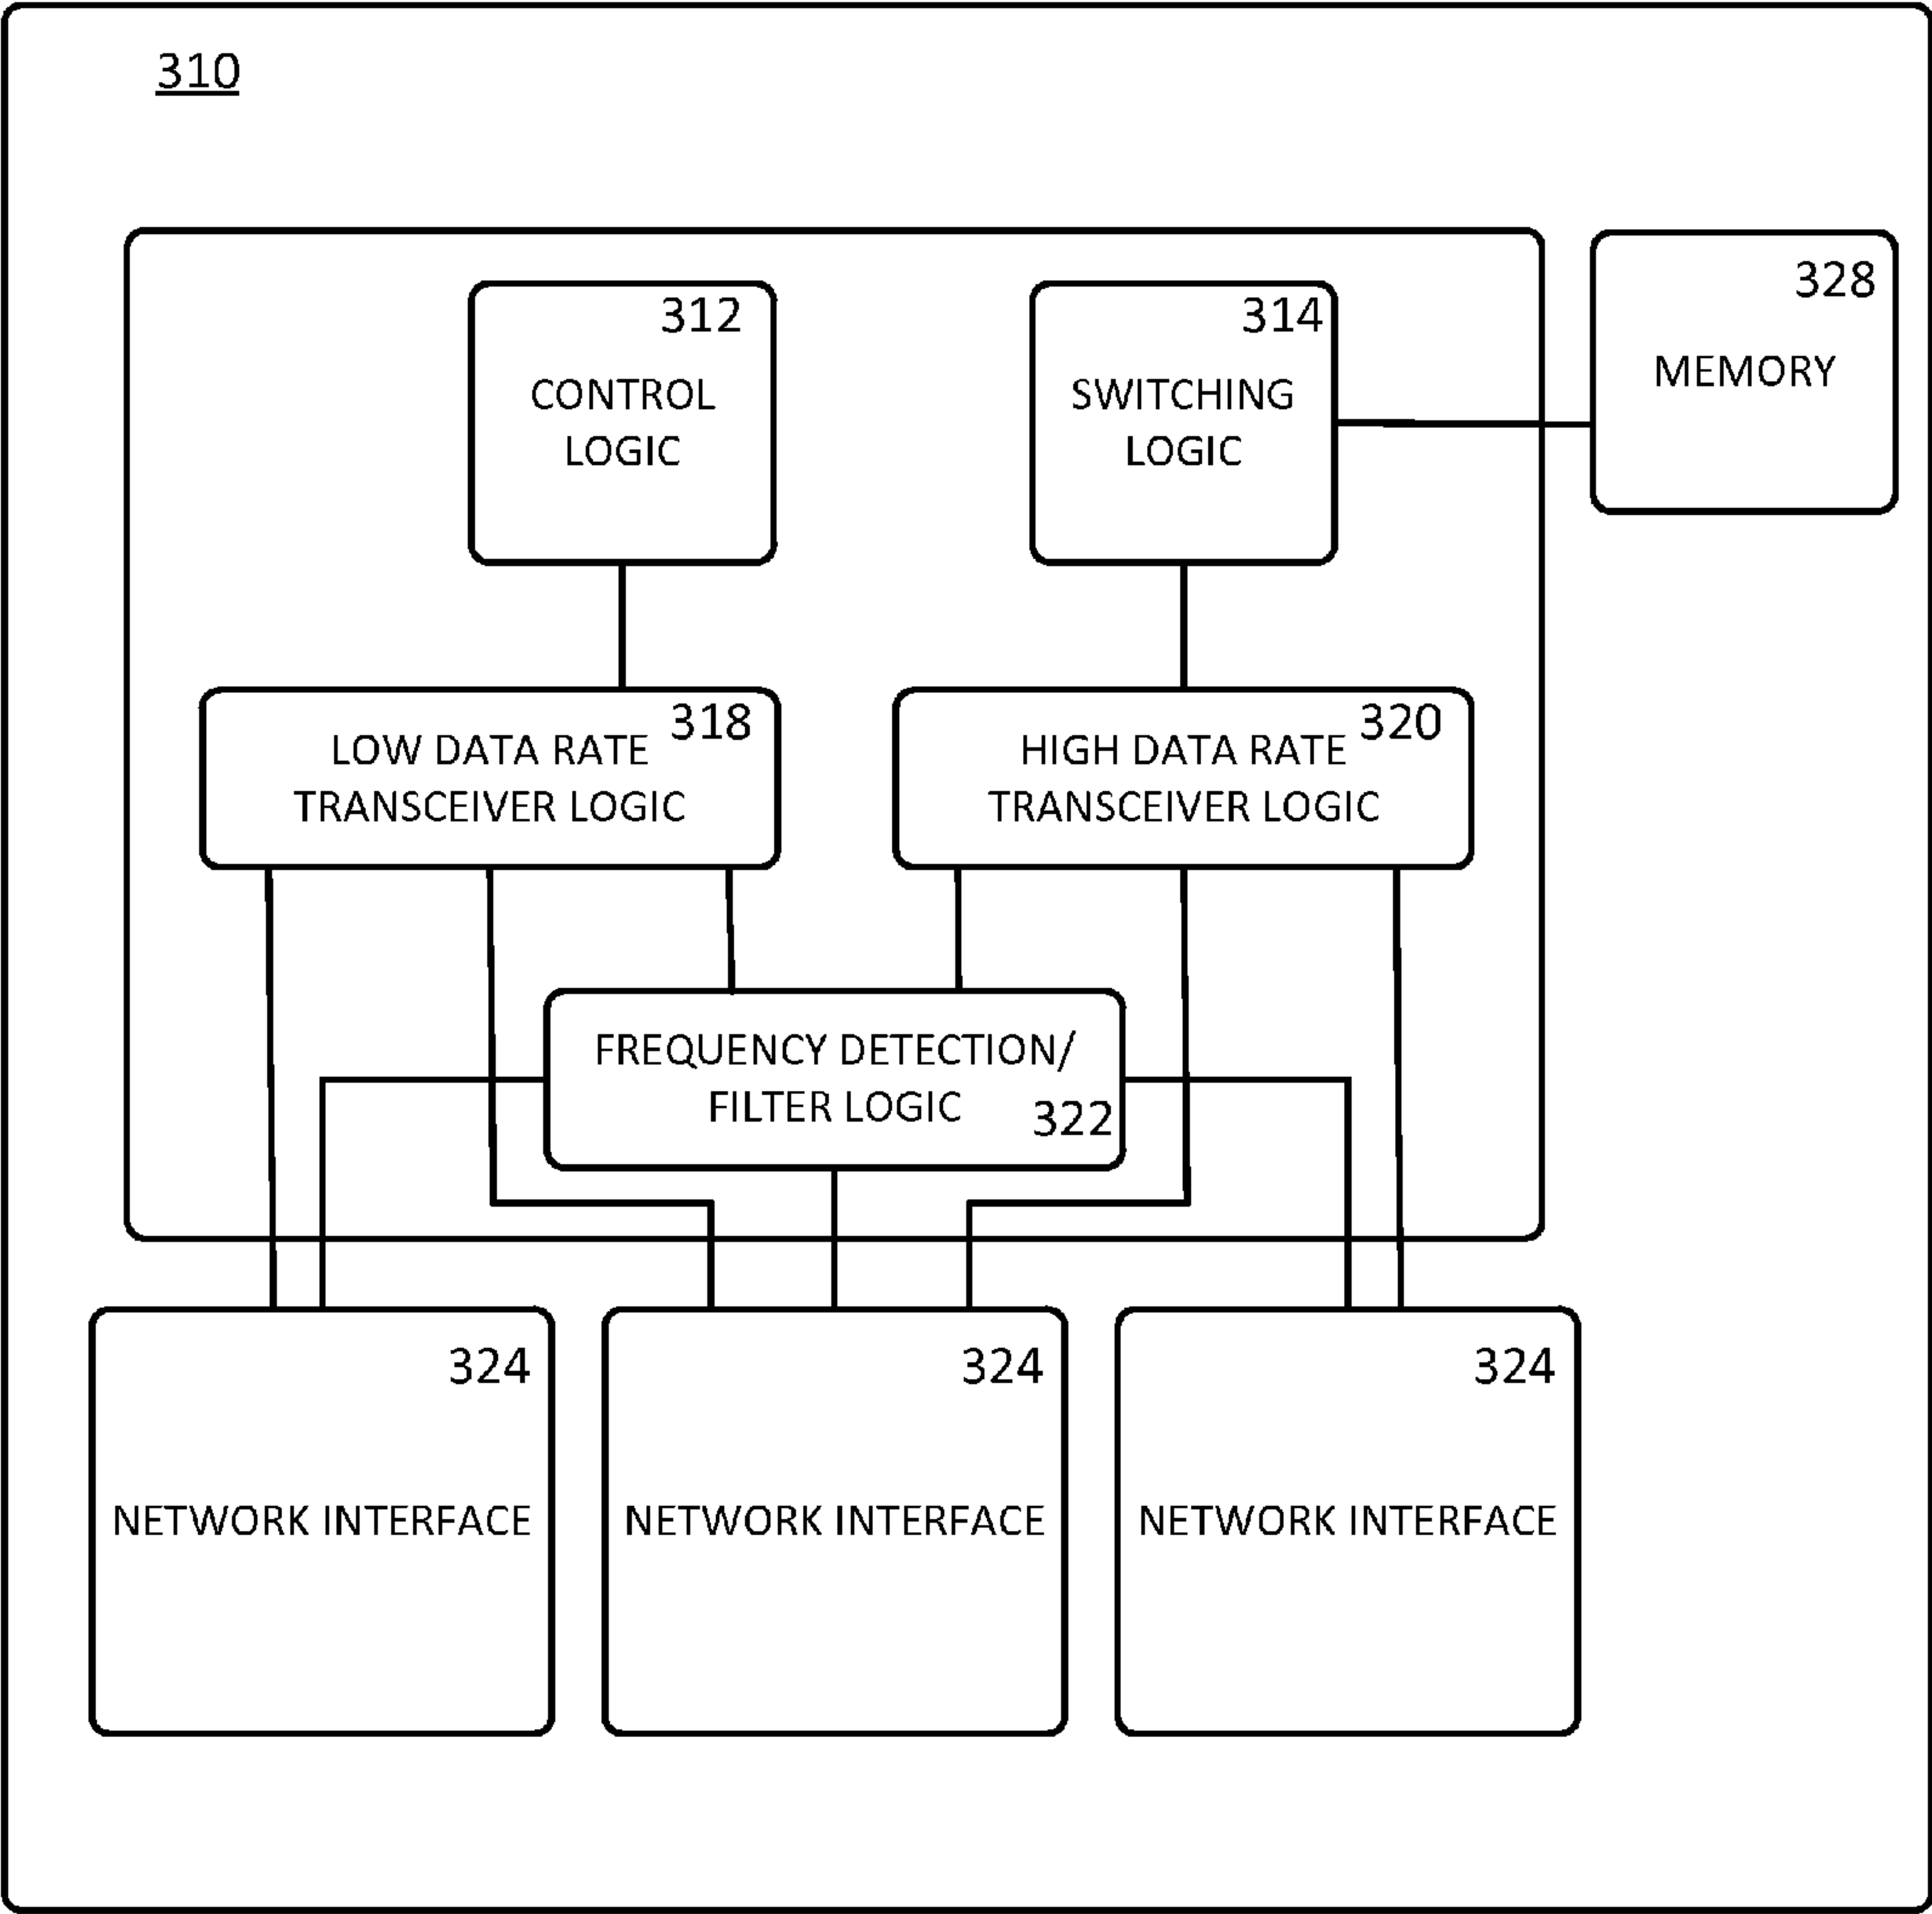 310
328
MEMORY
312
CONTROL
LOGIC
314
SWITCHING
LOGIC
318
LOW DATA RATE
TRANSCEIVER LOGIC
320
HIGH DATA RATE
TRANSCEIVER LOGIC
FREQUENCY DETECTION/
FILTER LOGIC
322
324
NETWORK INTERFACE
324
NETWORK INTERFACE
324
NETWORK INTERFACE